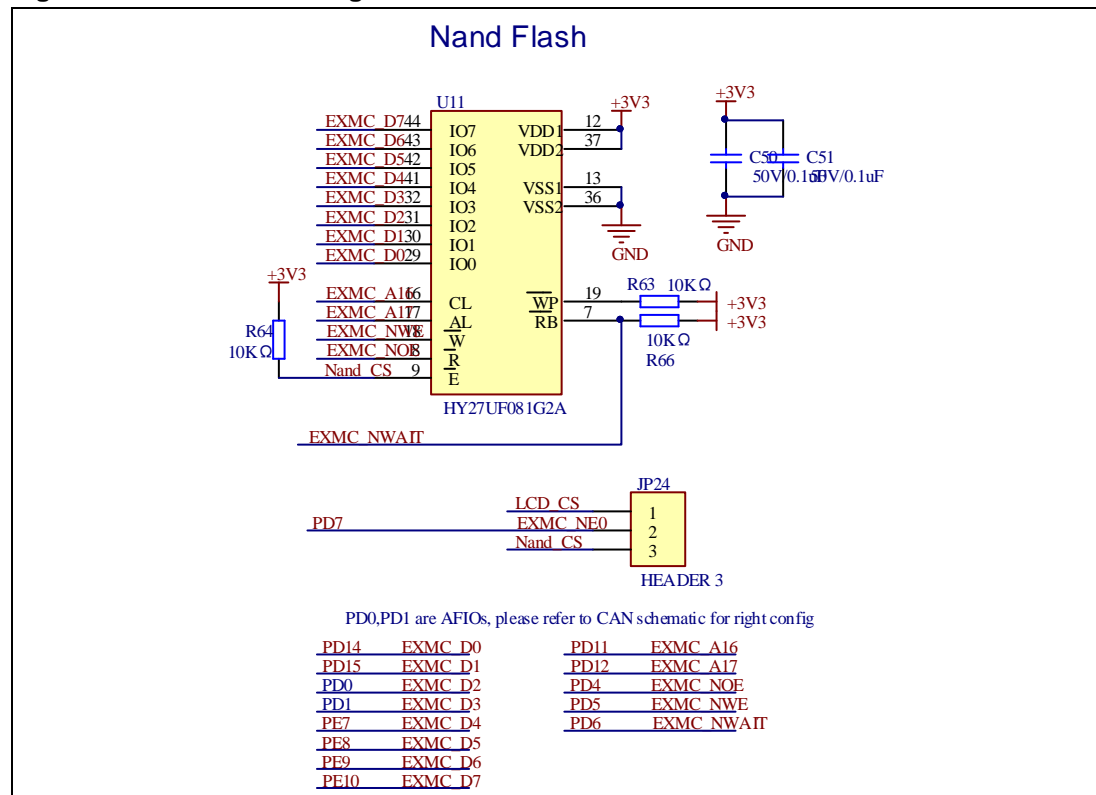 Nand Flash
U11
EXMC_D7 44 IO7 VDD1 12 +3V3
EXMC_D6 43 IO6 VDD2 37
EXMC_D5 42 IO5
EXMC_D4 41 IO4 VSS1 13
EXMC_D3 32 IO3 VSS2 36
EXMC_D2 31 IO2
EXMC_D1 30 IO1 GND
EXMC_D0 29 IO0
+3V3
C50 C51
50V/0.1uF 50V/0.1uF
GND
+3V3
R64
10KΩ
EXMC_A16 16 CL WP 19 R63 10KΩ +3V3
EXMC_A17 17 AL RB 7 10KΩ +3V3
R66
EXMC_NWE 18 W
EXMC_NOE 8 R
Nand_CS 9 E
HY27UF081G2A
EXMC_NWAIT
JP24
LCD_CS 1
PD7 EXMC_NE0 2
Nand_CS 3
HEADER 3
PD0,PD1 are AFIOs, please refer to CAN schematic for right config
PD14 EXMC_D0
PD15 EXMC_D1
PD0 EXMC_D2
PD1 EXMC_D3
PE7 EXMC_D4
PE8 EXMC_D5
PE9 EXMC_D6
PE10 EXMC_D7
PD11 EXMC_A16
PD12 EXMC_A17
PD4 EXMC_NOE
PD5 EXMC_NWE
PD6 EXMC_NWAIT